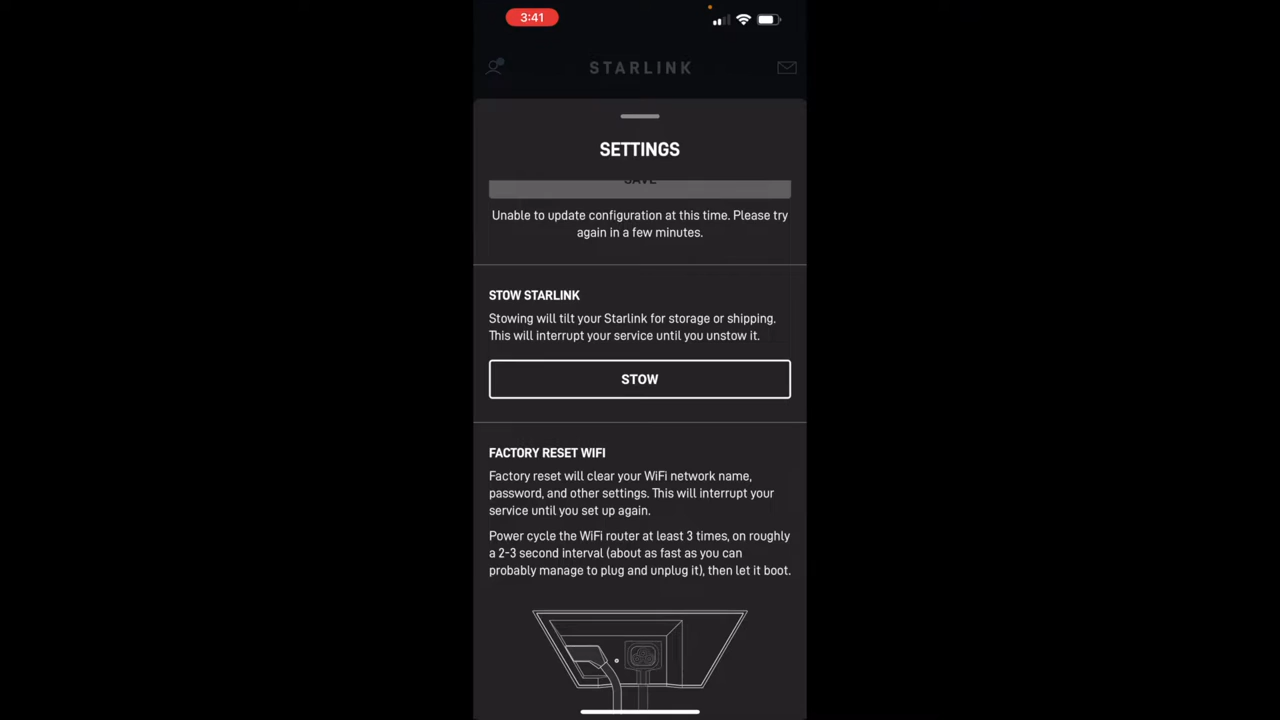 3:41
STARLINK
SETTINGS
SAVE
Unable to update configuration at this time. Please try
again in a few minutes.
STOW STARLINK
Stowing will tilt your Starlink for storage or shipping.
This will interrupt your service until you unstow it.
STOW
FACTORY RESET WIFI
Factory reset will clear your WiFi network name,
password, and other settings. This will interrupt your
service until you set up again.
Power cycle the WiFi router at least 3 times, on roughly
a 2-3 second interval (about as fast as you can
probably manage to plug and unplug it), then let it boot.